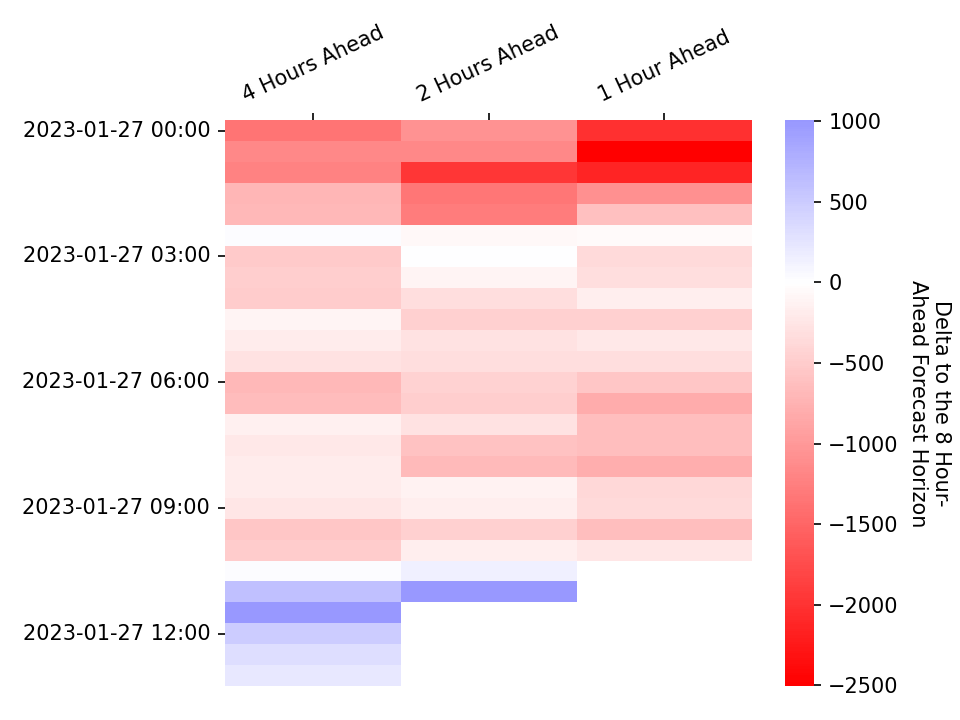 4 Hours Ahead
2 Hours Ahead
1 Hour Ahead
2023-01-27 00:00
2023-01-27 03:00
2023-01-27 06:00
2023-01-27 09:00
2023-01-27 12:00
1000
500
0
−500
−1000
−1500
−2000
−2500
Delta to the 8 Hour-
Ahead Forecast Horizon